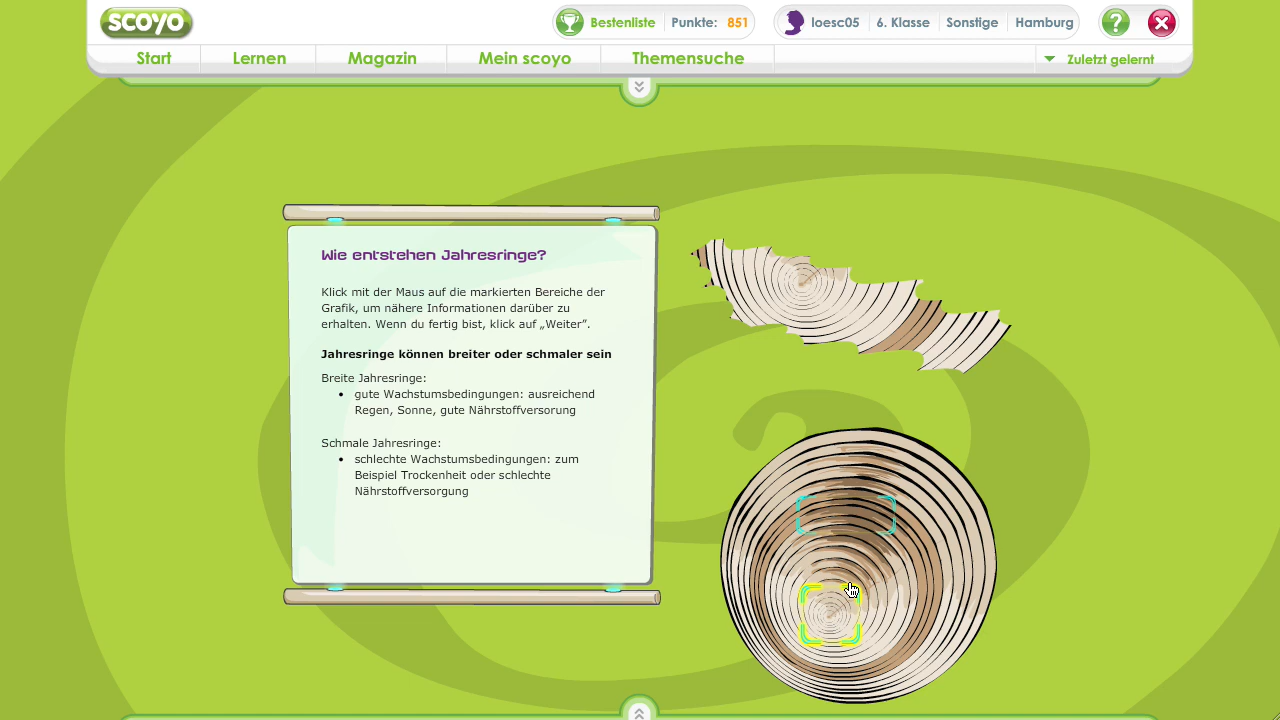 scoyo
Bestenliste Punkte: 851 loesc05 6. Klasse Sonstige Hamburg ?
Start Lernen Magazin Mein scoyo Themensuche Zuletzt gelernt
Wie entstehen Jahresringe?
Klick mit der Maus auf die markierten Bereiche der
Grafik, um nähere Informationen darüber zu
erhalten. Wenn du fertig bist, klick auf „Weiter”.
Jahresringe können breiter oder schmaler sein
Breite Jahresringe:
• gute Wachstumsbedingungen: ausreichend
Regen, Sonne, gute Nährstoffversorung
Schmale Jahresringe:
• schlechte Wachstumsbedingungen: zum
Beispiel Trockenheit oder schlechte
Nährstoffversorgung